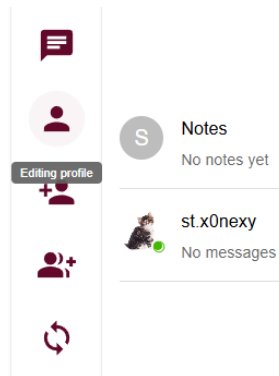 S
Notes
No notes yet
Editing profile
st.x0nexy
No messages